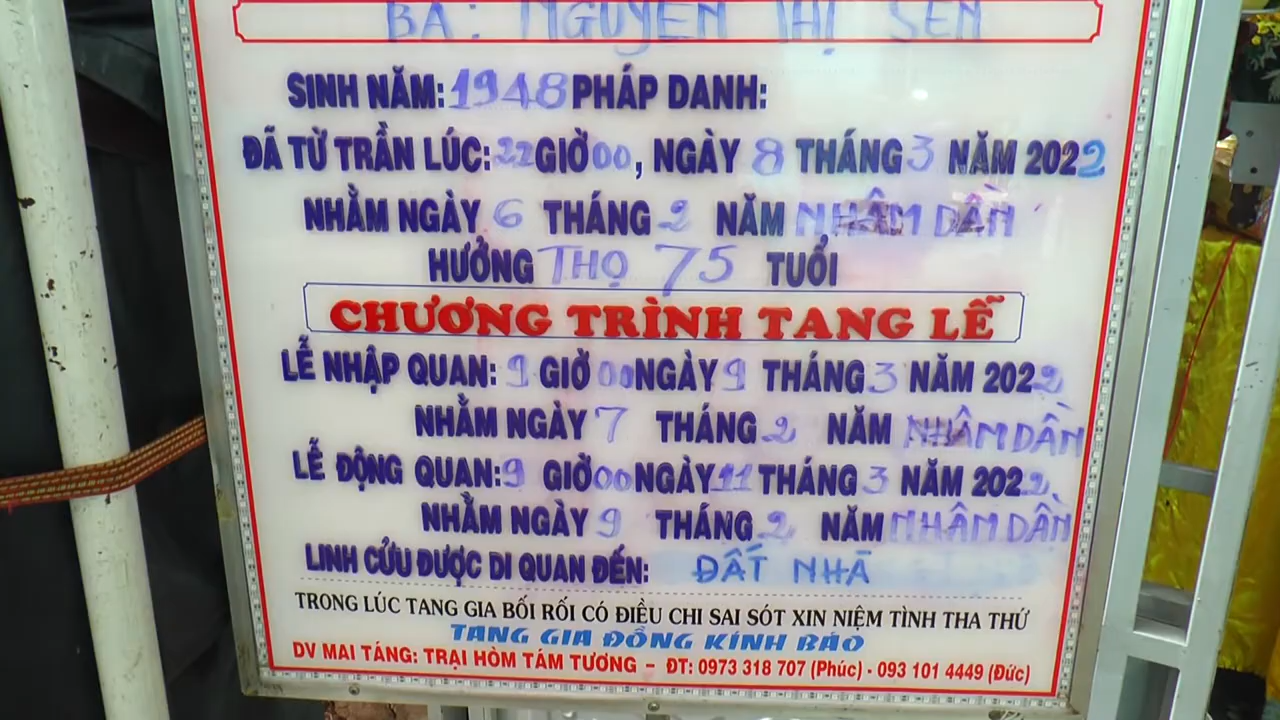 BÀ: NGUYỄN THỊ SEN
SINH NĂM: 1948 PHÁP DANH:
ĐÃ TỪ TRẦN LÚC: 22 GIỜ 00, NGÀY 8 THÁNG 3 NĂM 2022
NHẰM NGÀY 6 THÁNG 2 NĂM NHÂM DẦN
HƯỞNG THỌ 75 TUỔI
CHƯƠNG TRÌNH TANG LỄ
LỄ NHẬP QUAN: 9 GIỜ 00 NGÀY 9 THÁNG 3 NĂM 2022
NHẰM NGÀY 7 THÁNG 2 NĂM NHÂM DẦN
LỄ ĐỘNG QUAN: 9 GIỜ 00 NGÀY 11 THÁNG 3 NĂM 2022
NHẰM NGÀY 9 THÁNG 2 NĂM NHÂM DẦN
LINH CỬU ĐƯỢC DI QUAN ĐẾN: ĐẤT NHÀ
TRONG LÚC TANG GIA BỐI RỐI CÓ ĐIỀU CHI SAI SÓT XIN NIỆM TÌNH THA THỨ
TANG GIA ĐỒNG KÍNH BÁO
DV MAI TÁNG: TRẠI HÒM TÁM TƯƠNG - ĐT: 0973 318 707 (Phúc) - 093 101 4449 (Đức)